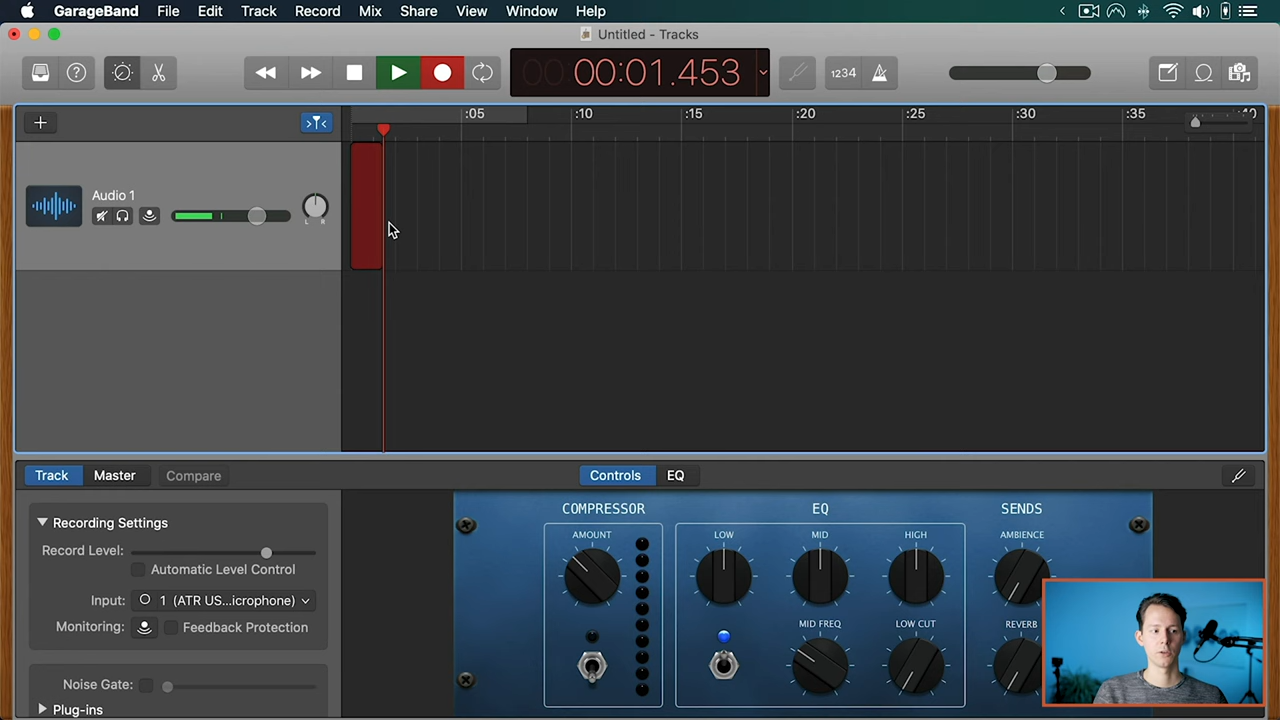 GarageBand File Edit Track Record Mix Share View Window Help
Untitled - Tracks
00:01.453
1234
:05 :10 :15 :20 :25 :30 :35 :40
Audio 1
L R
Track Master Compare Controls EQ
Recording Settings
Record Level:
Automatic Level Control
Input: 1 (ATR US...icrophone)
Monitoring: Feedback Protection
Noise Gate:
Plug-ins
COMPRESSOR EQ SENDS
AMOUNT LOW MID HIGH AMBIENCE
MID FREQ LOW CUT REVERB